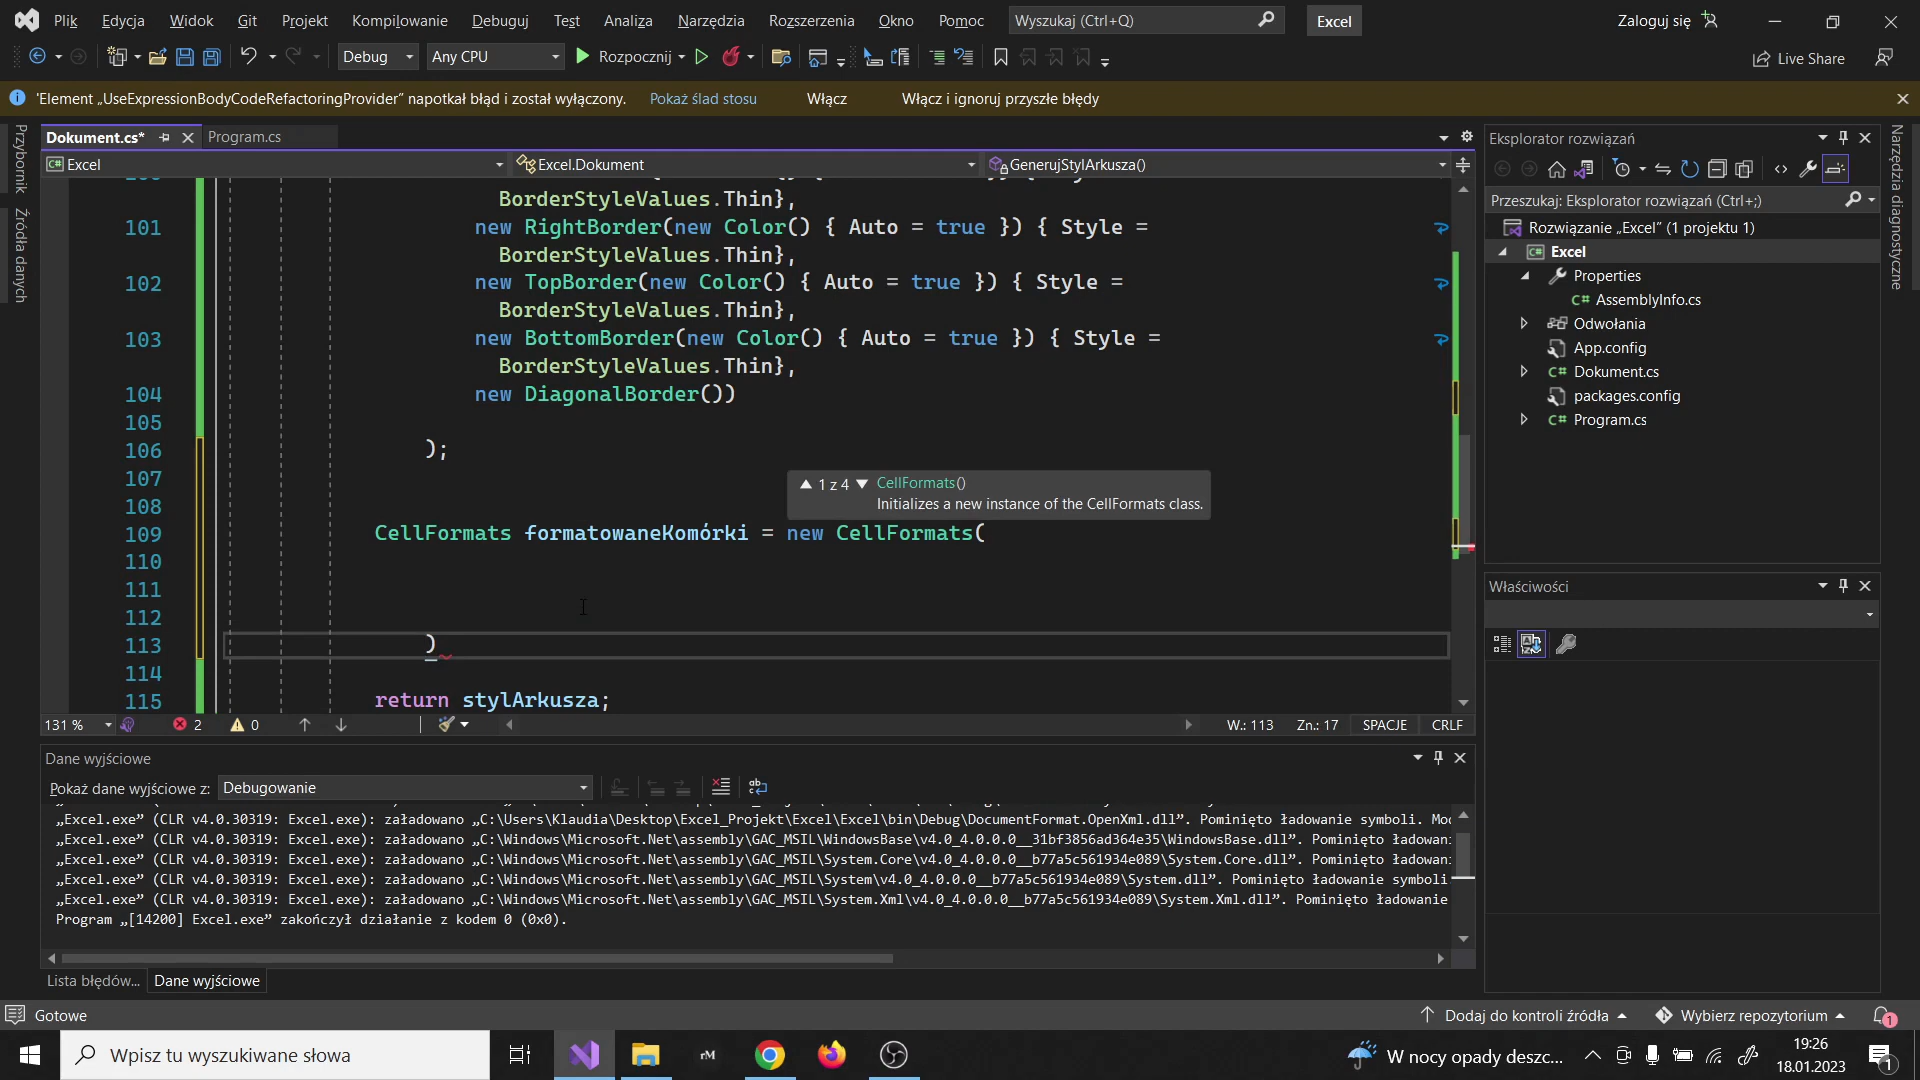 Plik Edycja Widok Git Projekt Kompilowanie Debuguj Test Analiza Narzędzia Rozszerzenia Okno Pomoc Wyszukaj (Ctrl+Q) Excel Zaloguj się
Debug Any CPU Rozpocznij Live Share
'Element „UseExpressionBodyCodeRefactoringProvider” napotkał błąd i został wyłączony. Pokaż ślad stosu Włącz Włącz i ignoruj przyszłe błędy
Przybornik
Źródła danych
Dokument.cs* Program.cs
Excel Excel.Dokument GenerujStylArkusza()
BorderStyleValues.Thin},
101 new RightBorder(new Color() { Auto = true }) { Style =
BorderStyleValues.Thin},
102 new TopBorder(new Color() { Auto = true }) { Style =
BorderStyleValues.Thin},
103 new BottomBorder(new Color() { Auto = true }) { Style =
BorderStyleValues.Thin},
104 new DiagonalBorder())
105
106 );
107
108
▲ 1 z 4 ▼ CellFormats()
Initializes a new instance of the CellFormats class.
109 CellFormats formatowaneKomórki = new CellFormats(
110
111
112
113 )
114
115 return stylArkusza;
131 % 2 0 W.: 113 Zn.: 17 SPACJE CRLF
Dane wyjściowe
Pokaż dane wyjściowe z: Debugowanie
„Excel.exe” (CLR v4.0.30319: Excel.exe): załadowano „C:\Users\Klaudia\Desktop\Excel_Projekt\Excel\Excel\bin\Debug\DocumentFormat.OpenXml.dll”. Pominięto ładowanie symboli. Mod
„Excel.exe” (CLR v4.0.30319: Excel.exe): załadowano „C:\Windows\Microsoft.Net\assembly\GAC_MSIL\WindowsBase\v4.0_4.0.0.0__31bf3856ad364e35\WindowsBase.dll”. Pominięto ładowani
„Excel.exe” (CLR v4.0.30319: Excel.exe): załadowano „C:\Windows\Microsoft.Net\assembly\GAC_MSIL\System.Core\v4.0_4.0.0.0__b77a5c561934e089\System.Core.dll”. Pominięto ładowani
„Excel.exe” (CLR v4.0.30319: Excel.exe): załadowano „C:\Windows\Microsoft.Net\assembly\GAC_MSIL\System\v4.0_4.0.0.0__b77a5c561934e089\System.dll”. Pominięto ładowanie symboli
„Excel.exe” (CLR v4.0.30319: Excel.exe): załadowano „C:\Windows\Microsoft.Net\assembly\GAC_MSIL\System.Xml\v4.0_4.0.0.0__b77a5c561934e089\System.Xml.dll”. Pominięto ładowanie
Program „[14200] Excel.exe” zakończył działanie z kodem 0 (0x0).
Lista błędów... Dane wyjściowe
Eksplorator rozwiązań
Przeszukaj: Eksplorator rozwiązań (Ctrl+;)
Rozwiązanie „Excel” (1 projektu 1)
Excel
Properties
AssemblyInfo.cs
Odwołania
App.config
Dokument.cs
packages.config
Program.cs
Właściwości
Narzędzia diagnostyczne
Gotowe Dodaj do kontroli źródła Wybierz repozytorium 1
Wpisz tu wyszukiwane słowa rM W nocy opady deszc... 19:26
18.01.2023 1